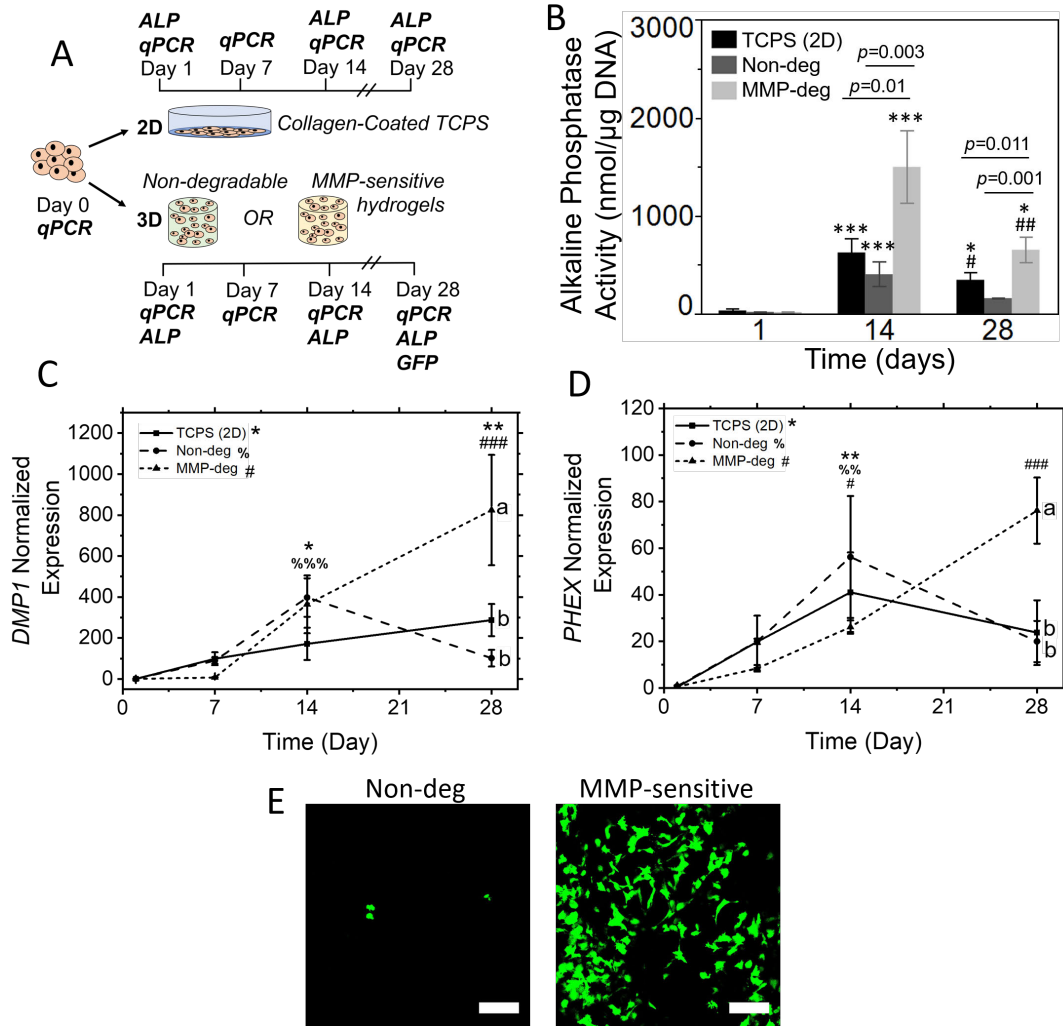 A
ALP ALP ALP
qPCR qPCR qPCR qPCR
Day 1 Day 7 Day 14 Day 28
2D Collagen-Coated TCPS
Day 0
qPCR
Non-degradable MMP-sensitive
OR hydrogels
3D
Day 1 Day 7 Day 14 Day 28
qPCR qPCR qPCR qPCR
ALP ALP ALP
GFP
B
Alkaline Phosphatase
Activity (nmol/μg DNA)
3000
2000
1000
0
TCPS (2D)
Non-deg
MMP-deg
p=0.003
p=0.01
***
*** ***
p=0.011
p=0.001
* *
# ##
1 14 28
Time (days)
C
DMP1 Normalized
Expression
1200
1000
800
600
400
200
0
TCPS (2D) *
Non-deg %
MMP-deg #
*
%%%
**
###
a
b
b
0 7 14 21 28
Time (Day)
D
PHEX Normalized
Expression
120
100
80
60
40
20
0
TCPS (2D) *
Non-deg %
MMP-deg #
**
%%
#
###
a
b
b
0 7 14 21 28
Time (Day)
E
Non-deg MMP-sensitive